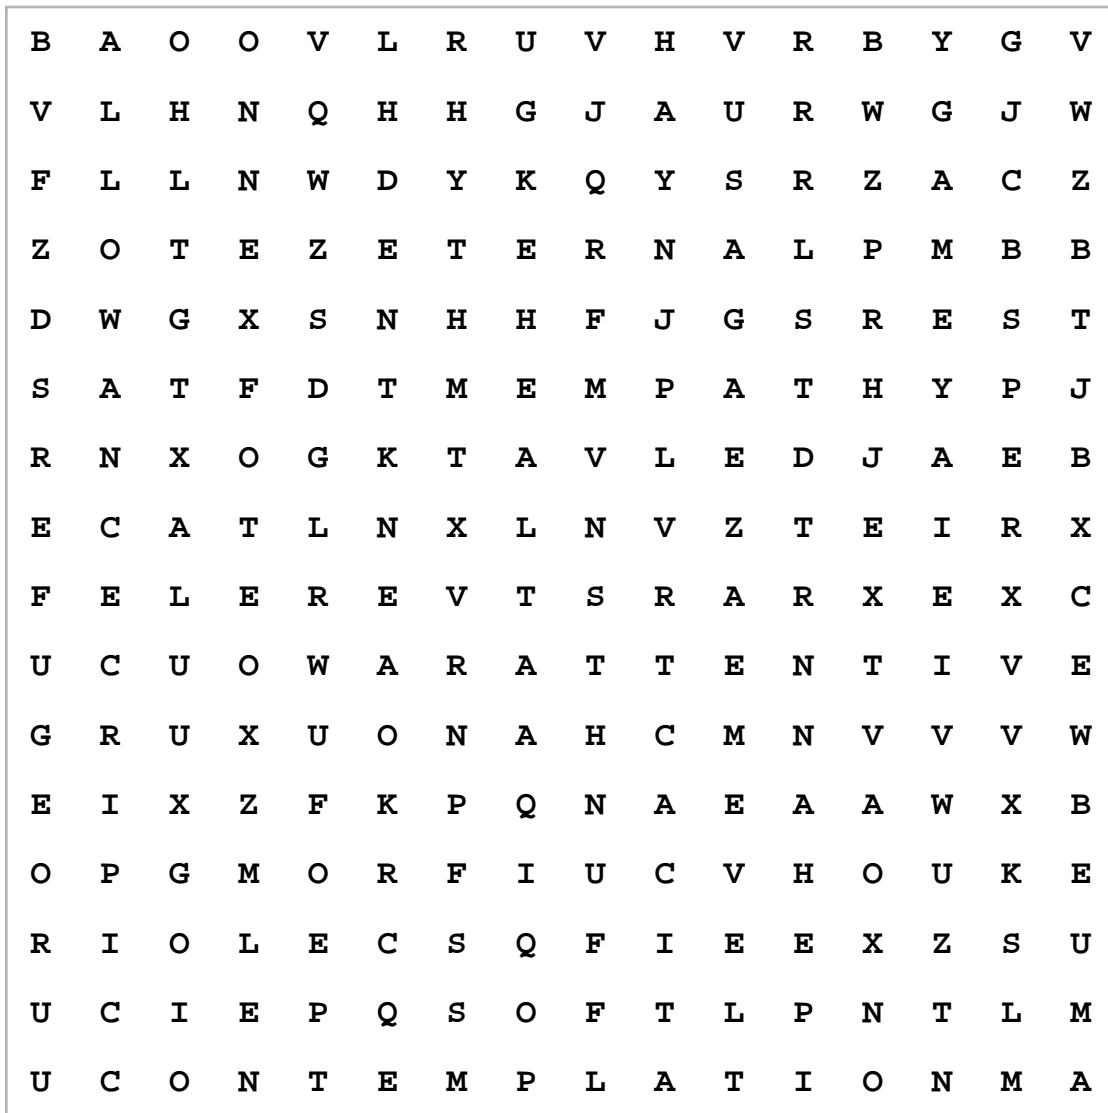 B A O O V L R U V H V R B Y G V
V L H N Q H H G J A U R W G J W
F L L N W D Y K Q Y S R Z A C Z
Z O T E Z E T E R N A L P M B B
D W G X S N H H F J G S R E S T
S A T F D T M E M P A T H Y P J
R N X O G K T A V L E D J A E B
E C A T L N X L N V Z T E I R X
F E L E R E V T S R A R X E X C
U C U O W A R A T T E N T I V E
G R U X U O N A H C M N V V V W
E I X Z F K P Q N A E A A W X B
O P G M O R F I U C V H O U K E
R I O L E C S Q F I E E X Z S U
U C I E P Q S O F T L P N T L M
U C O N T E M P L A T I O N M A